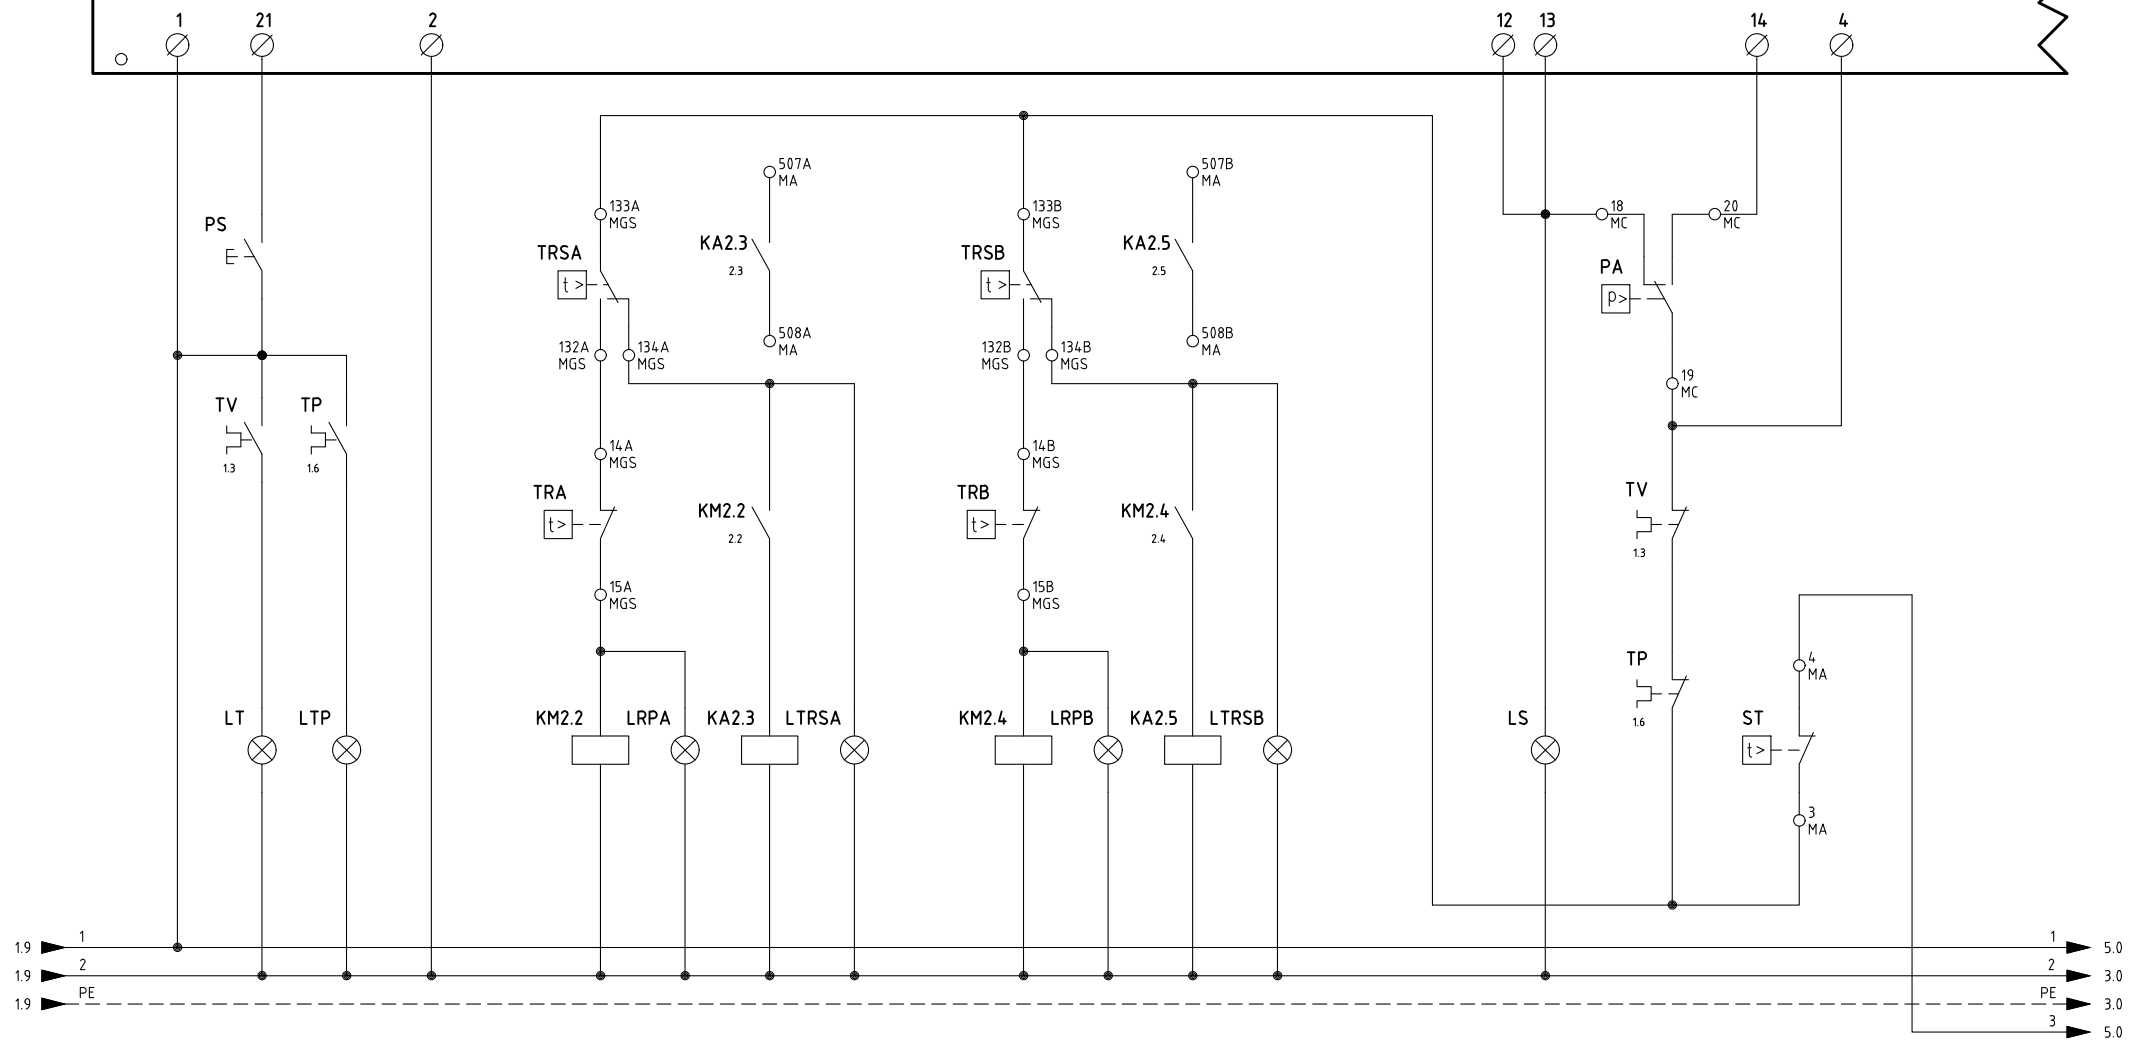 1 21 2 12 13 14 4
507A
MA
507B
MA
133A
MGS
133B
MGS
18
MC
20
MC
PS
TRSA
t>
KA2.3
2.3
TRSB
t>
KA2.5
2.5
PA
p>
132A
MGS
134A
MGS
508A
MA
132B
MGS
134B
MGS
508B
MA
19
MC
TV
1.3
TP
1.6
14A
MGS
14B
MGS
TRA
t>
KM2.2
2.2
TRB
t>
KM2.4
2.4
TV
1.3
15A
MGS
15B
MGS
TP
1.6
4
MA
LT LTP KM2.2 LRPA KA2.3 LTRSA KM2.4 LRPB KA2.5 LTRSB LS ST
t>
3
MA
1.9 1 1 5.0
1.9 2 2 3.0
1.9 PE PE 3.0
3 5.0